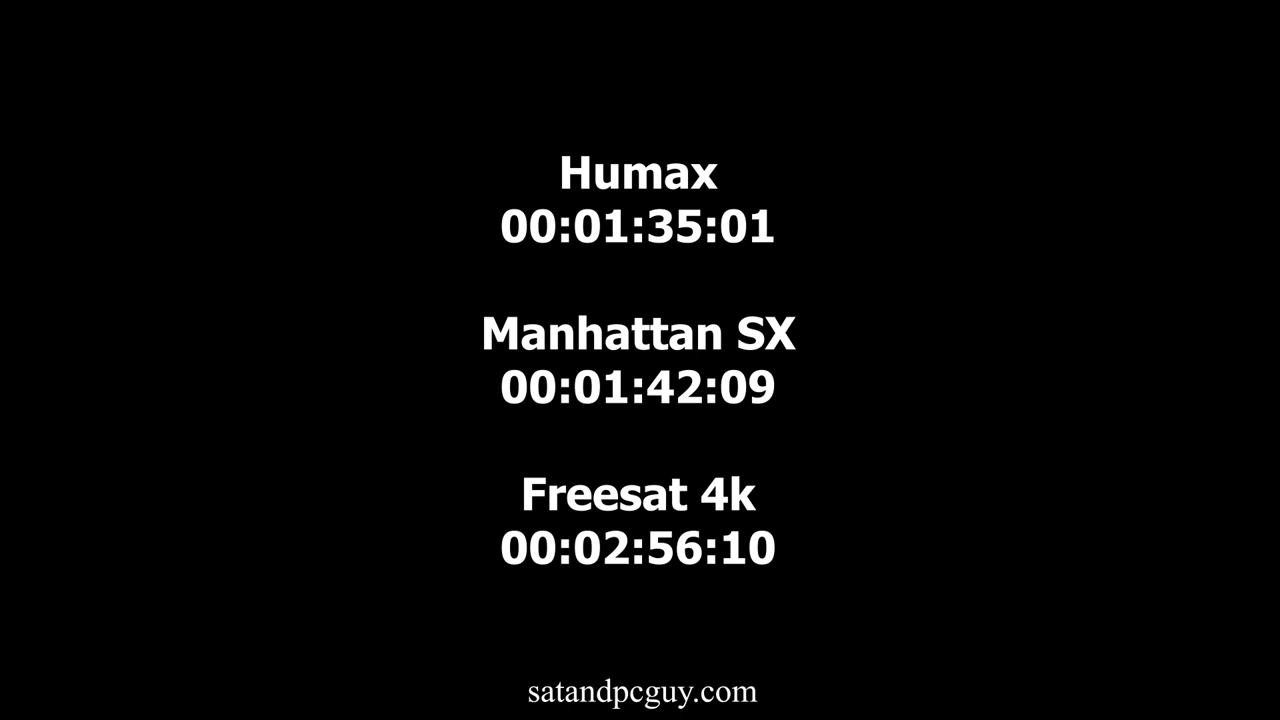 Humax
00:01:35:01
Manhattan SX
00:01:42:09
Freesat 4k
00:02:56:10
satandpcguy.com